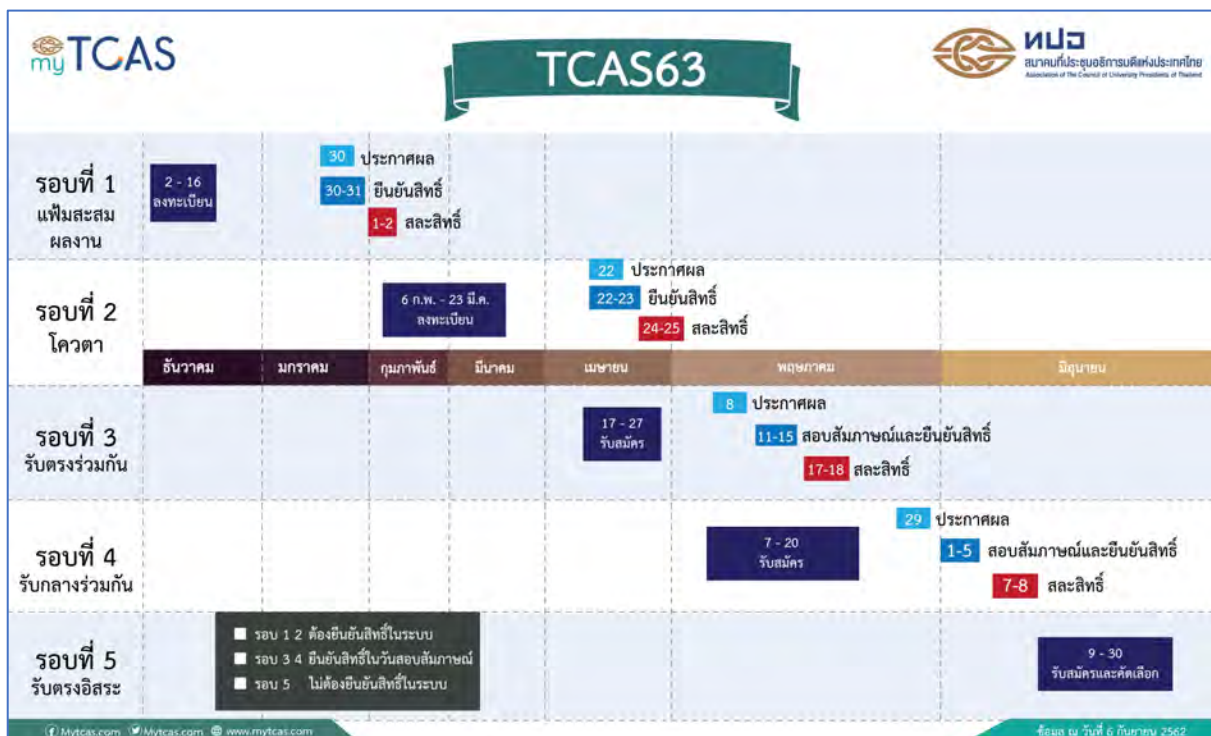 myTCAS
TCAS63
ทปอ
สมาคมที่ประชุมอธิการบดีแห่งประเทศไทย
Association of The Council of University Presidents of Thailand
รอบที่ 1
แฟ้มสะสม
ผลงาน
2 - 16
ลงทะเบียน
30 ประกาศผล
30-31 ยืนยันสิทธิ์
1-2 สละสิทธิ์
รอบที่ 2
โควตา
6 ก.พ. - 23 มี.ค.
ลงทะเบียน
22 ประกาศผล
22-23 ยืนยันสิทธิ์
24-25 สละสิทธิ์
ธันวาคม มกราคม กุมภาพันธ์ มีนาคม เมษายน พฤษภาคม มิถุนายน
รอบที่ 3
รับตรงร่วมกัน
17 - 27
รับสมัคร
8 ประกาศผล
11-15 สอบสัมภาษณ์และยืนยันสิทธิ์
17-18 สละสิทธิ์
รอบที่ 4
รับกลางร่วมกัน
7 - 20
รับสมัคร
29 ประกาศผล
1-5 สอบสัมภาษณ์และยืนยันสิทธิ์
7-8 สละสิทธิ์
รอบที่ 5
รับตรงอิสระ
รอบ 1 2 ต้องยืนยันสิทธิ์ในระบบ
รอบ 3 4 ยืนยันสิทธิ์ในวันสอบสัมภาษณ์
รอบ 5 ไม่ต้องยืนยันสิทธิ์ในระบบ
9 - 30
รับสมัครและคัดเลือก
Mytcas.com Mytcas.com www.mytcas.com
ข้อมูล ณ วันที่ 6 กันยายน 2562